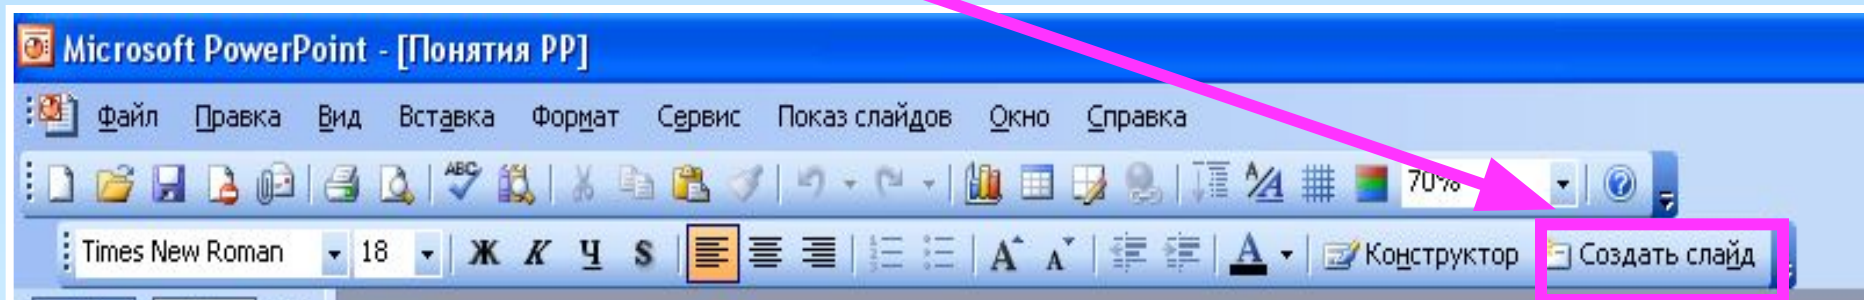 Microsoft PowerPoint - [Понятия PP]
Файл Правка Вид Вставка Формат Сервис Показ слайдов Окно Справка
ABC A/A 70%
Times New Roman 18 Ж К Ч S A A A Конструктор Создать слайд